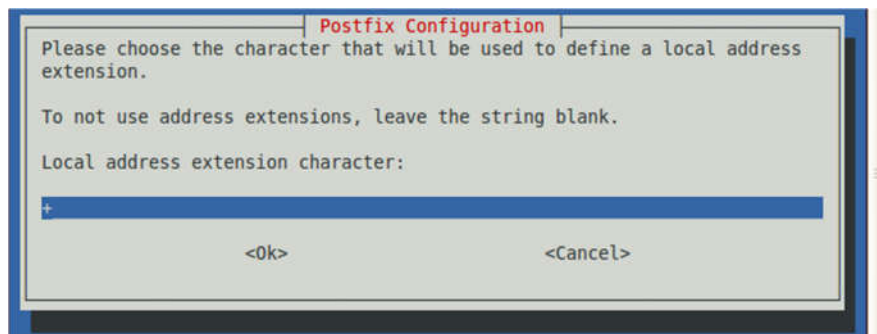 Postfix Configuration
Please choose the character that will be used to define a local address
extension.
To not use address extensions, leave the string blank.
Local address extension character:
+
<Ok> <Cancel>